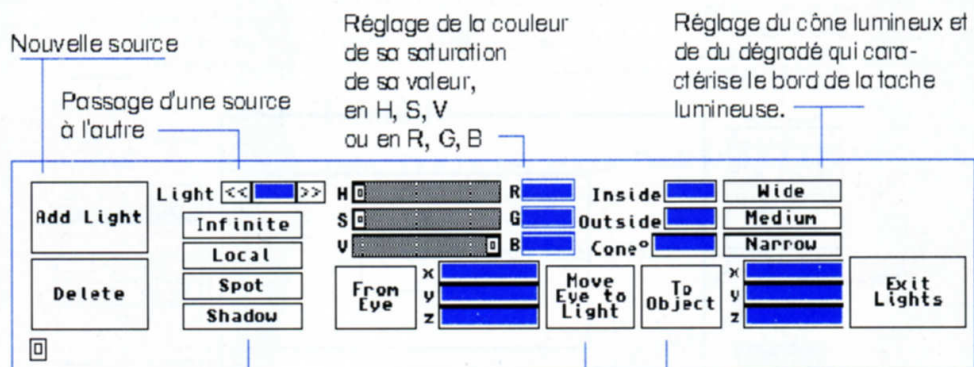 Nouvelle source
Passage d'une source
à l'autre
Réglage de la couleur
de sa saturation
de sa valeur,
en H, S, V
ou en R, G, B
Réglage du cône lumineux et
de du dégradé qui cara-
ctérise le bord de la tache
lumineuse.
Add Light
Delete
Light << >>
Infinite
Local
Spot
Shadow
H
S
V
R
G
B
Inside
Outside
Cone°
Wide
Medium
Narrow
From
Eye
x
y
z
Move
Eye to
Light
To
Object
x
y
z
Exit
Lights